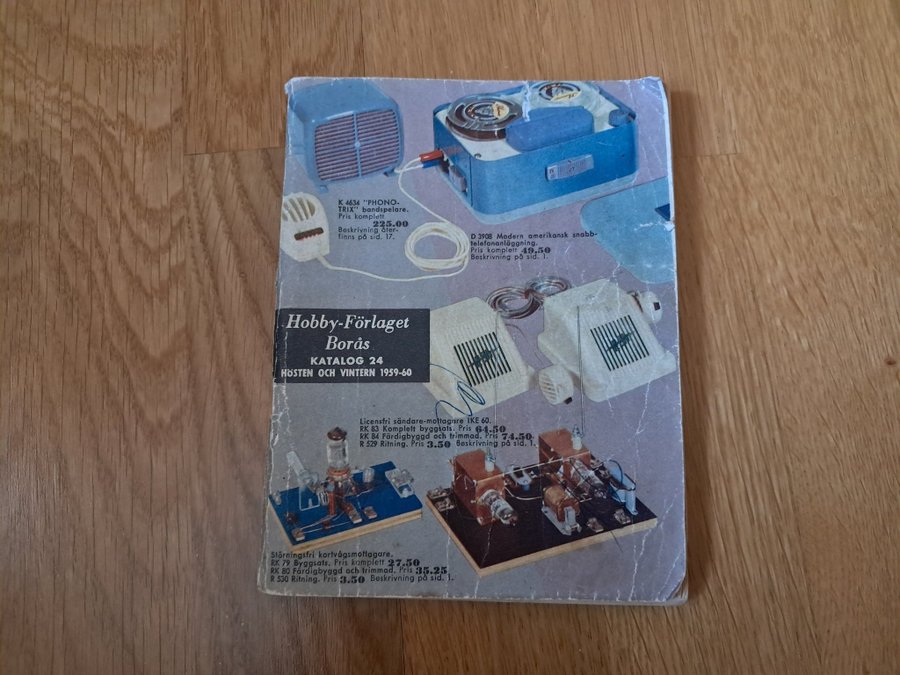 K 4634 "PHONO-
TRIX" bandspelare.
Pris komplett
225.00
Beskrivning åter-
finns på sid. 17.
D 3908 Modern amerikansk snabb-
telefonanläggning.
Pris komplett 49.50
Beskrivning på sid. 1.
Hobby-Förlaget
Borås
KATALOG 24
HÖSTEN OCH VINTERN 1959-60
Licensfri sändare-mottagare IKE 60.
RK 83 Komplett byggsats. Pris 64.50
RK 84 Färdigbyggd och trimmad. Pris 74.50
R 529 Ritning. Pris 3.50 Beskrivning på sid. 1.
Störningsfri kortvågsmottagare.
RK 79 Byggsats. Pris komplett 27.50
RK 80 Färdigbyggd och trimmad. Pris 35.25
R 530 Ritning. Pris 3.50 Beskrivning på sid. 1.